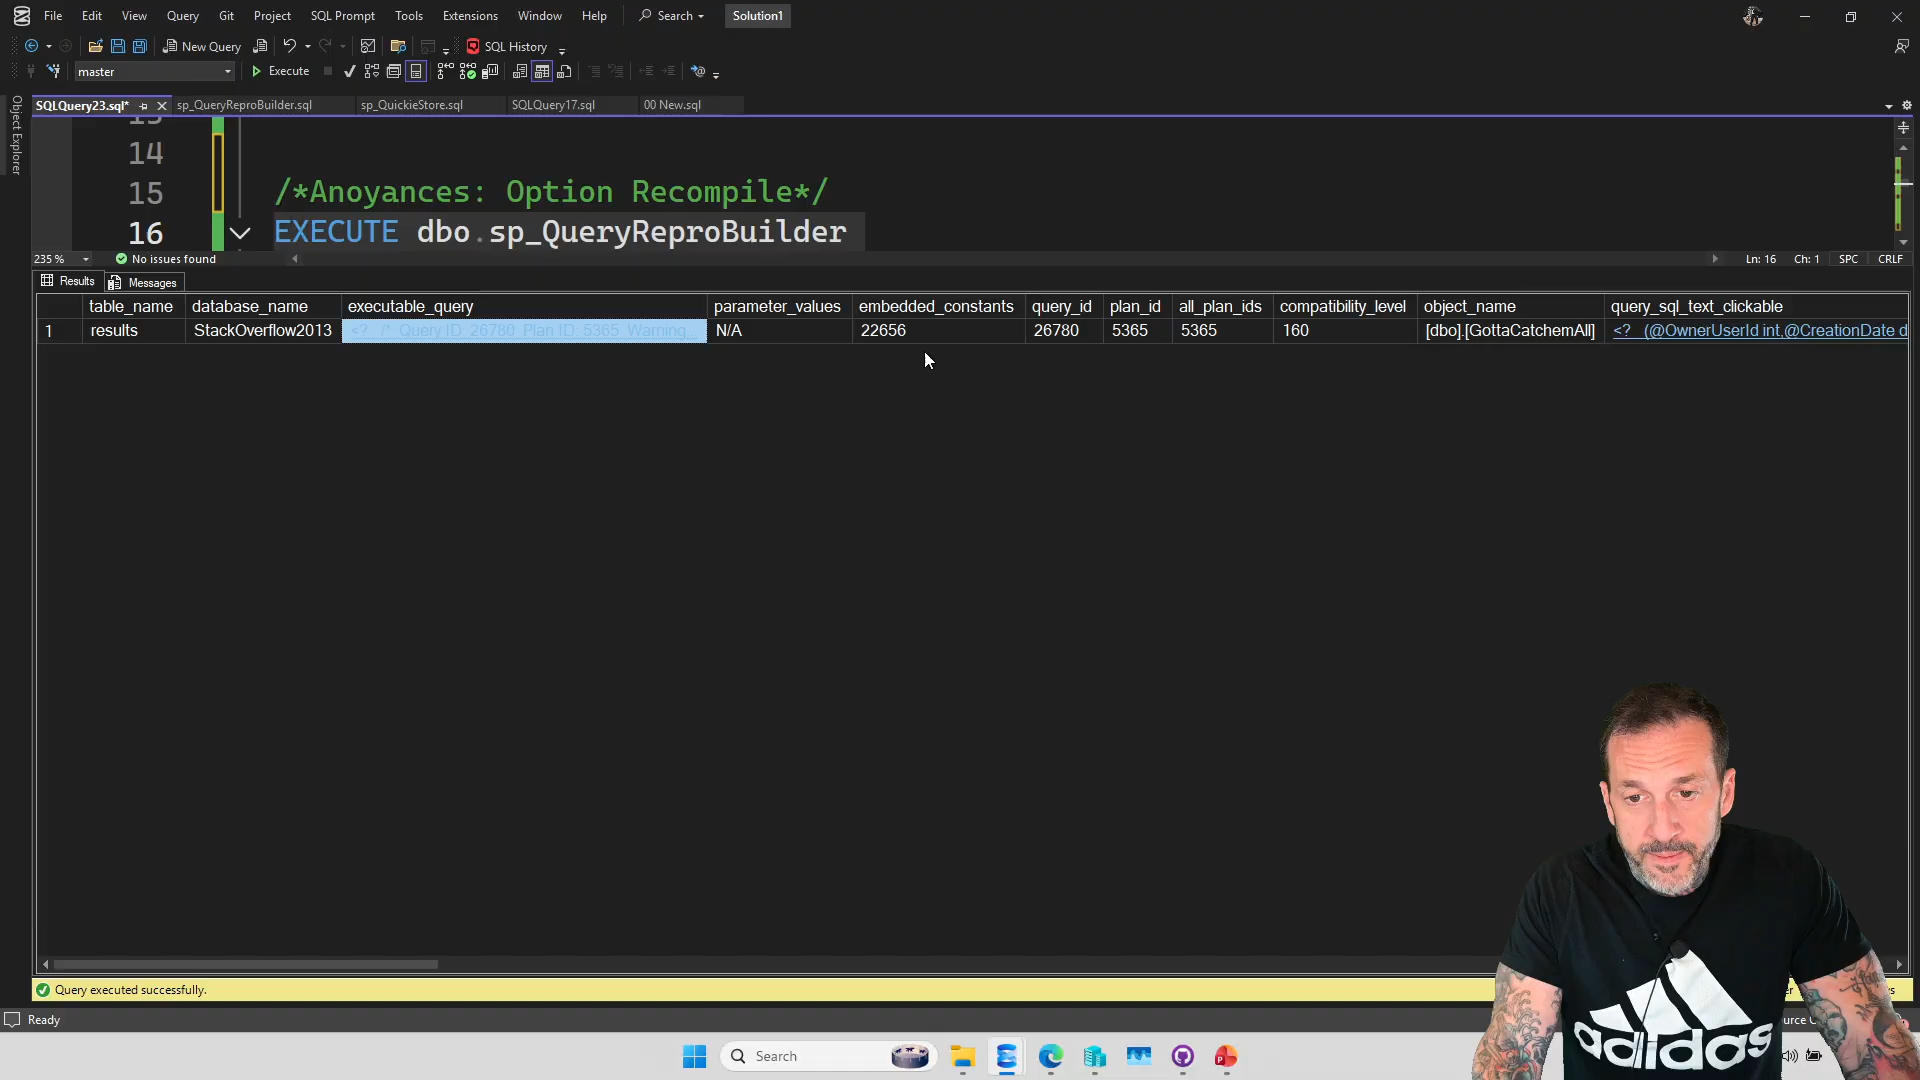 File Edit View Query Git Project SQL Prompt Tools Extensions Window Help Search Solution1
New Query SQL History
master Execute
SQLQuery23.sql* sp_QueryReproBuilder.sql sp_QuickieStore.sql SQLQuery17.sql 00 New.sql
Object Explorer
14
15 /*Anoyances: Option Recompile*/
16 EXECUTE dbo.sp_QueryReproBuilder
235 % No issues found Ln: 16 Ch: 1 SPC CRLF
Results Messages
table_name database_name executable_query parameter_values embedded_constants query_id plan_id all_plan_ids compatibility_level object_name query_sql_text_clickable
1 results StackOverflow2013 <? /* Query ID: 26780 Plan ID: 5365 Warning... N/A 22656 26780 5365 5365 160 [dbo].[GottaCatchemAll] <? (@OwnerUserId int,@CreationDate d
Query executed successfully.
Ready
Search
adidas